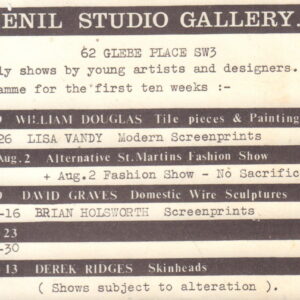 ENIL STUDIO GALLERY
62 GLEBE PLACE SW3
ly shows by young artists and designers.
amme for the first ten weeks :-
9 WILLIAM DOUGLAS Tile pieces & Painting
26 LISA VANDY Modern Screenprints
Aug.2 Alternative St.Martins Fashion Show
+ Aug.2 Fashion Show - No Sacrific
9 DAVID GRAVES Domestic Wire Sculptures
-16 BRIAN HOLSWORTH Screenprints
23
-30
13 DEREK RIDGES Skinheads
( Shows subject to alteration ).